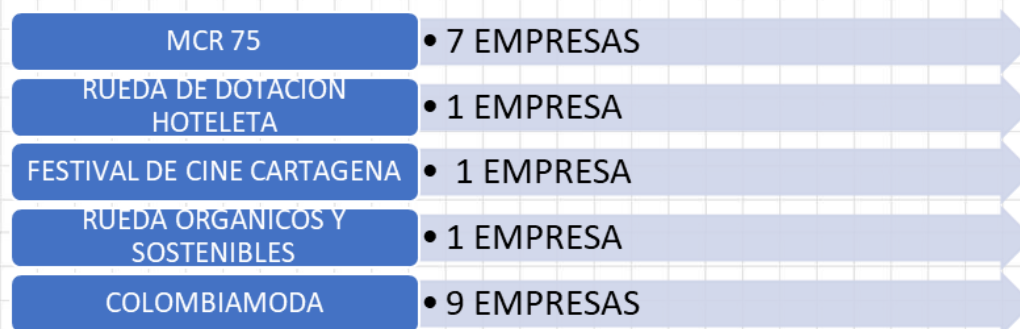 MCR 75
• 7 EMPRESAS
RUEDA DE DOTACION
HOTELETA
• 1 EMPRESA
FESTIVAL DE CINE CARTAGENA
• 1 EMPRESA
RUEDA ORGANICOS Y
SOSTENIBLES
• 1 EMPRESA
COLOMBIAMODA
• 9 EMPRESAS